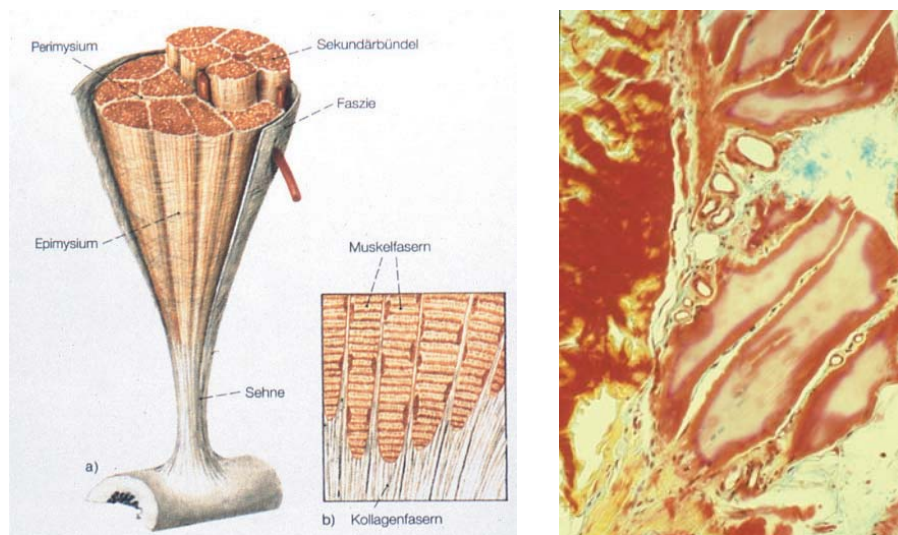 Perimysium
Sekundärbündel
Faszie
Epimysium
Muskelfasern
Sehne
a)
b) Kollagenfasern